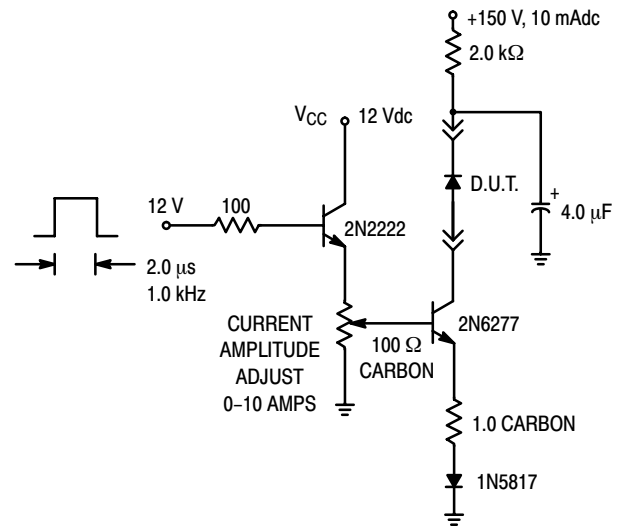 +150 V, 10 mAdc
2.0 kΩ
VCC
12 Vdc
D.U.T.
+
4.0 μF
12 V
100
2N2222
2.0 μs
1.0 kHz
CURRENT
AMPLITUDE
ADJUST
0–10 AMPS
100 Ω
CARBON
2N6277
1.0 CARBON
1N5817